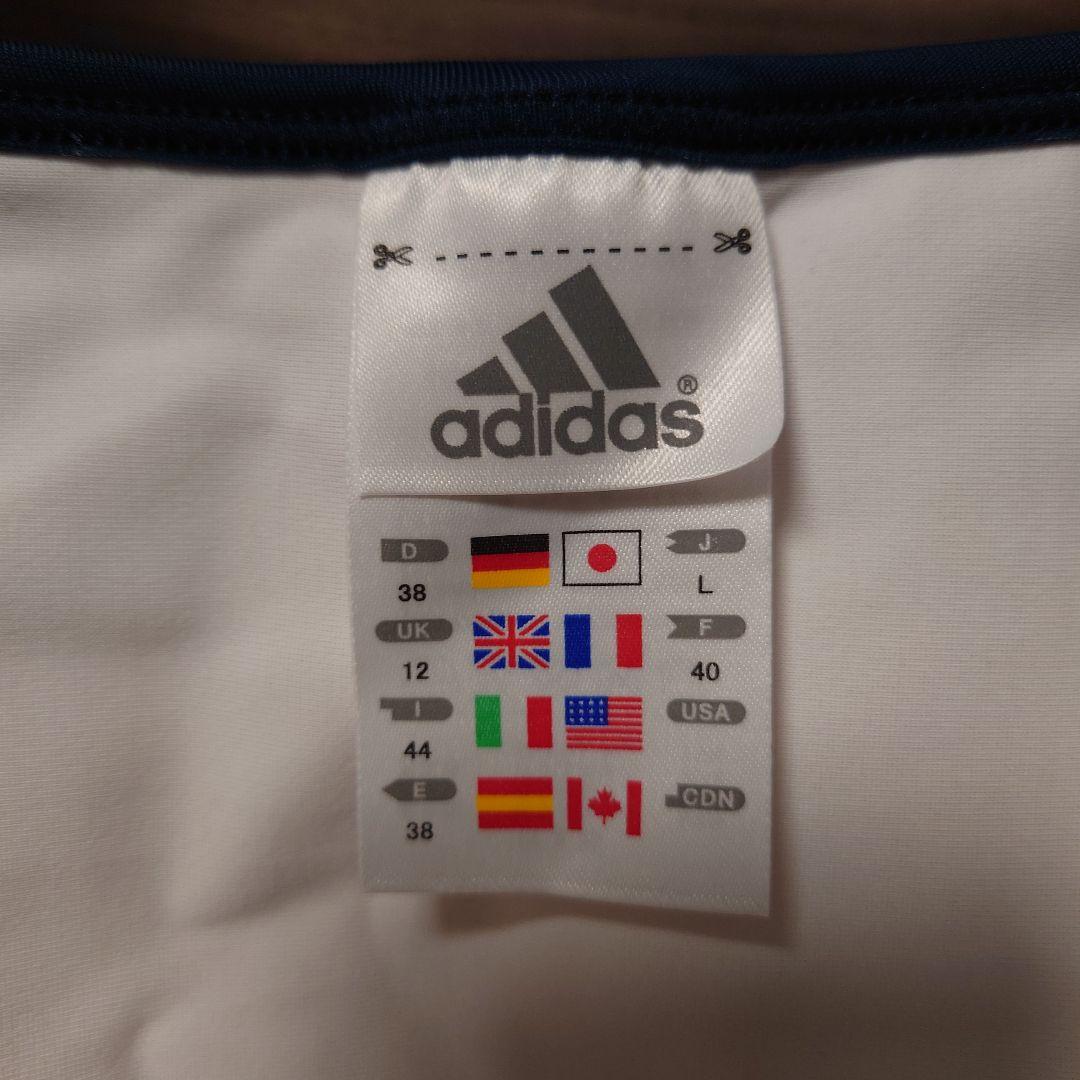 adidas®
D J
38 L
UK F
12 40
I USA
44
E CDN
38